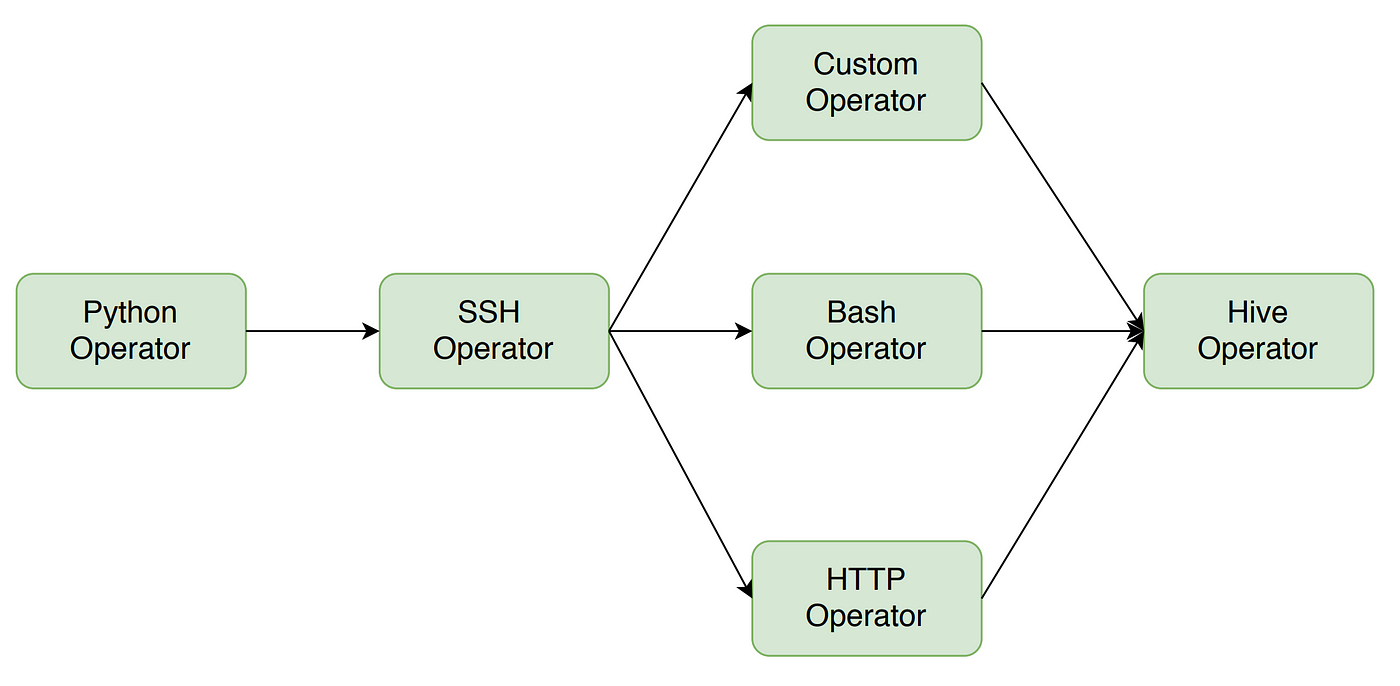 Python
Operator
SSH
Operator
Custom
Operator
Bash
Operator
HTTP
Operator
Hive
Operator